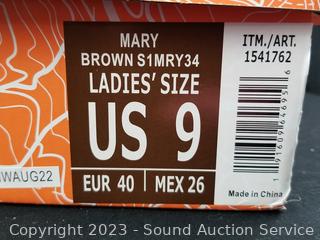 MARY
BROWN S1MRY34
LADIES' SIZE
US 9
EUR 40 | MEX 26
ITM./ART.
1541762
Made in China
WAUG22
Copyright 2023 - Sound Auction Service